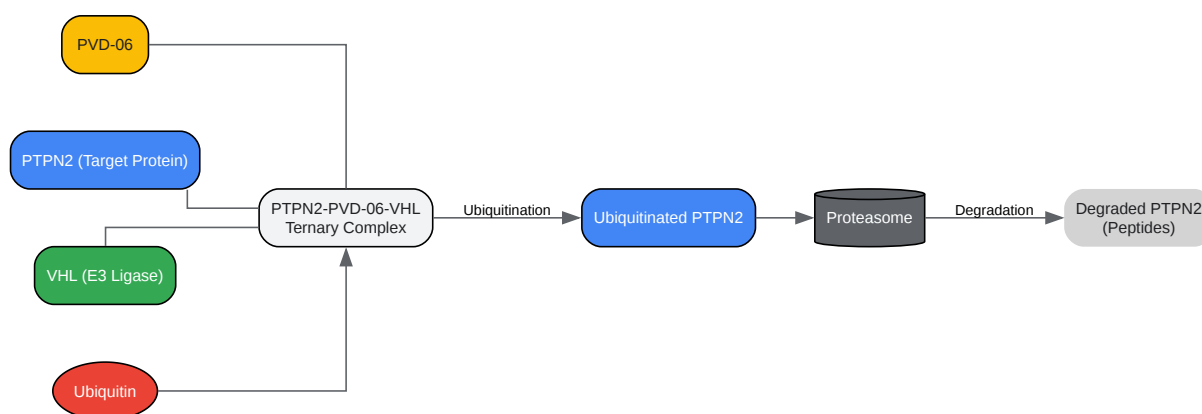 PVD-06
PTPN2 (Target Protein)
VHL (E3 Ligase)
Ubiquitin
PTPN2-PVD-06-VHL
Ternary Complex
Ubiquitination
Ubiquitinated PTPN2
Proteasome
Degradation
Degraded PTPN2
(Peptides)